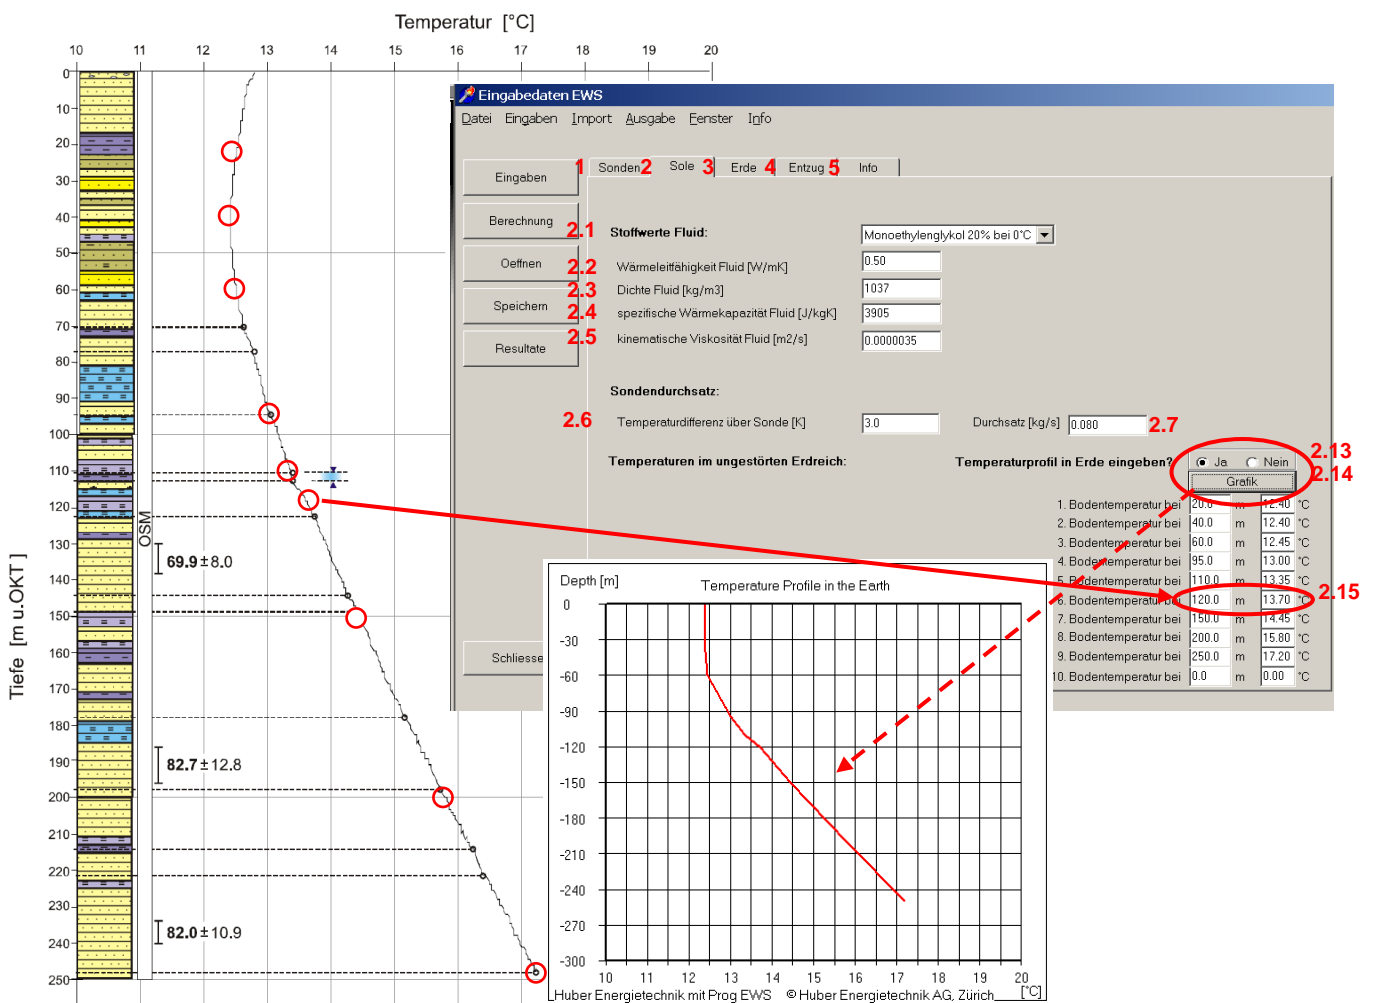 Temperatur [°C]
10 11 12 13 14 15 16 17 18 19 20
Tiefe [m u.OKT]
0
10
20
30
40
50
60
70
80
90
100
110
120
130
140
150
160
170
180
190
200
210
220
230
240
250
OSM
69.9 ± 8.0
82.7 ± 12.8
82.0 ± 10.9
Eingabedaten EWS
Datei Eingaben Import Ausgabe Fenster Info
Eingaben
Berechnung
Oeffnen
Speichern
Resultate
Schliesse
1 Sonden 2 Sole 3 Erde 4 Entzug 5 Info
2.1 Stoffwerte Fluid: Monoethylenglykol 20% bei 0°C
2.2 Wärmeleitfähigkeit Fluid [W/mK] 0.50
2.3 Dichte Fluid [kg/m3] 1037
2.4 spezifische Wärmekapazität Fluid [J/kgK] 3905
2.5 kinematische Viskosität Fluid [m2/s] 0.0000035
Sondendurchsatz:
2.6 Temperaturdifferenz über Sonde [K] 3.0 Durchsatz [kg/s] 0.080 2.7
Temperaturen im ungestörten Erdreich: Temperaturprofil in Erde eingeben? Ja Nein 2.13
Grafik 2.14
1. Bodentemperatur bei 20.0 m 12.40 °C
2. Bodentemperatur bei 40.0 m 12.40 °C
3. Bodentemperatur bei 60.0 m 12.45 °C
4. Bodentemperatur bei 95.0 m 13.00 °C
5. Bodentemperatur bei 110.0 m 13.35 °C
6. Bodentemperatur bei 120.0 m 13.70 °C 2.15
7. Bodentemperatur bei 150.0 m 14.45 °C
8. Bodentemperatur bei 200.0 m 15.80 °C
9. Bodentemperatur bei 250.0 m 17.20 °C
10. Bodentemperatur bei 0.0 m 0.00 °C
Depth [m] Temperature Profile in the Earth
0
-30
-60
-90
-120
-150
-180
-210
-240
-270
-300
10 11 12 13 14 15 16 17 18 19 20
[°C]
Huber Energietechnik mit Prog EWS © Huber Energietechnik AG, Zürich